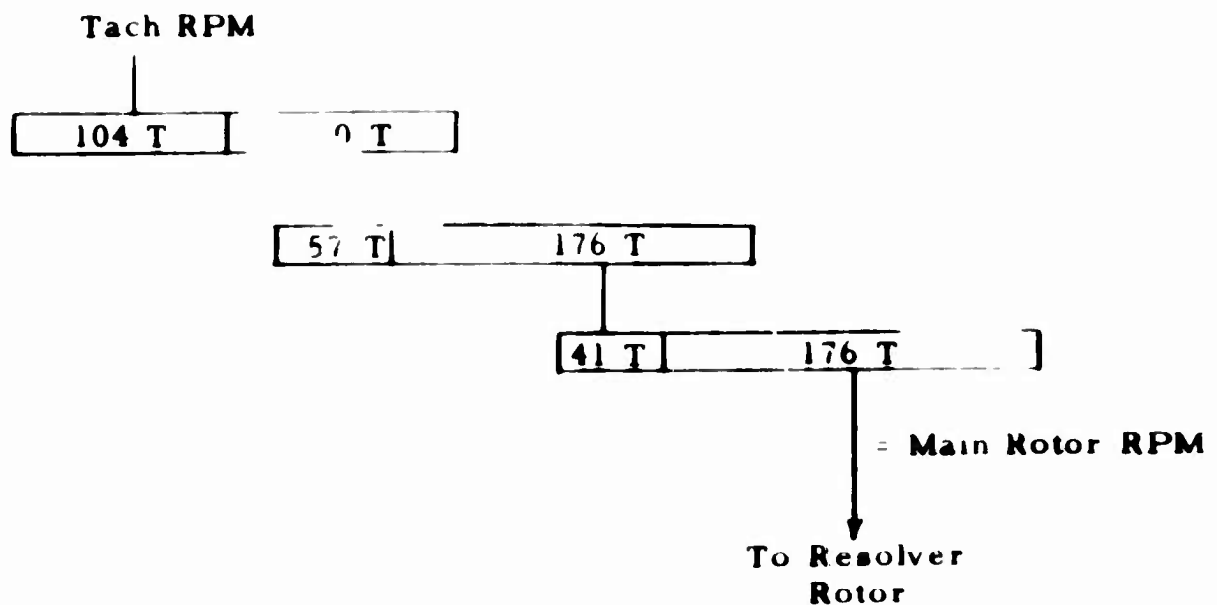 Tach RPM
104 T
T
57 T 176 T
41 T 176 T
= Main Rotor RPM
To Resolver
Rotor